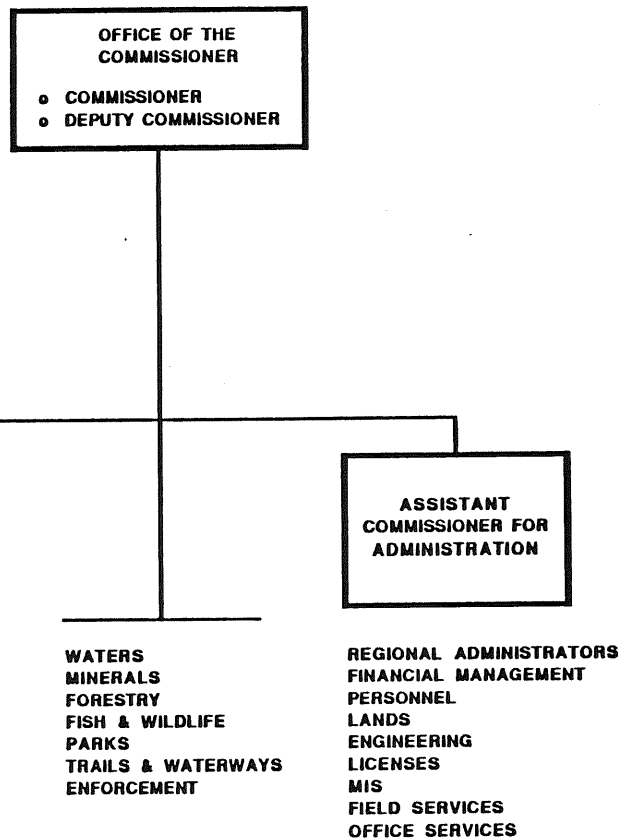 OFFICE OF THE
COMMISSIONER
o COMMISSIONER
o DEPUTY COMMISSIONER
ASSISTANT
COMMISSIONER FOR
ADMINISTRATION
WATERS
MINERALS
FORESTRY
FISH & WILDLIFE
PARKS
TRAILS & WATERWAYS
ENFORCEMENT
REGIONAL ADMINISTRATORS
FINANCIAL MANAGEMENT
PERSONNEL
LANDS
ENGINEERING
LICENSES
MIS
FIELD SERVICES
OFFICE SERVICES